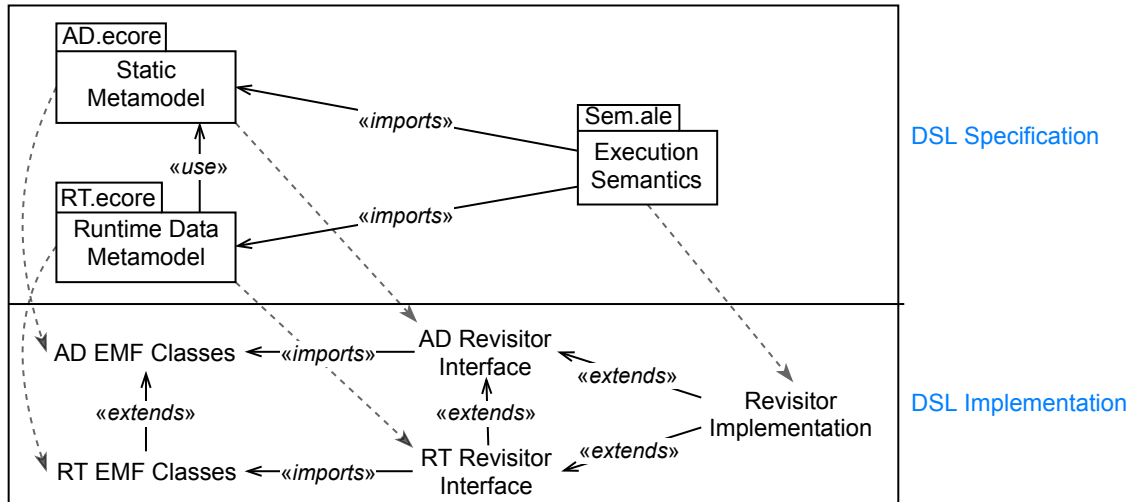 AD.ecore
Static
Metamodel
«imports»
Sem.ale
Execution
Semantics
DSL Specification
«use»
RT.ecore
Runtime Data
Metamodel
«imports»
AD EMF Classes
«imports»
AD Revisitor
Interface
«extends»
«extends»
«extends»
Revisitor
Implementation
DSL Implementation
«extends»
RT EMF Classes
«imports»
RT Revisitor
Interface